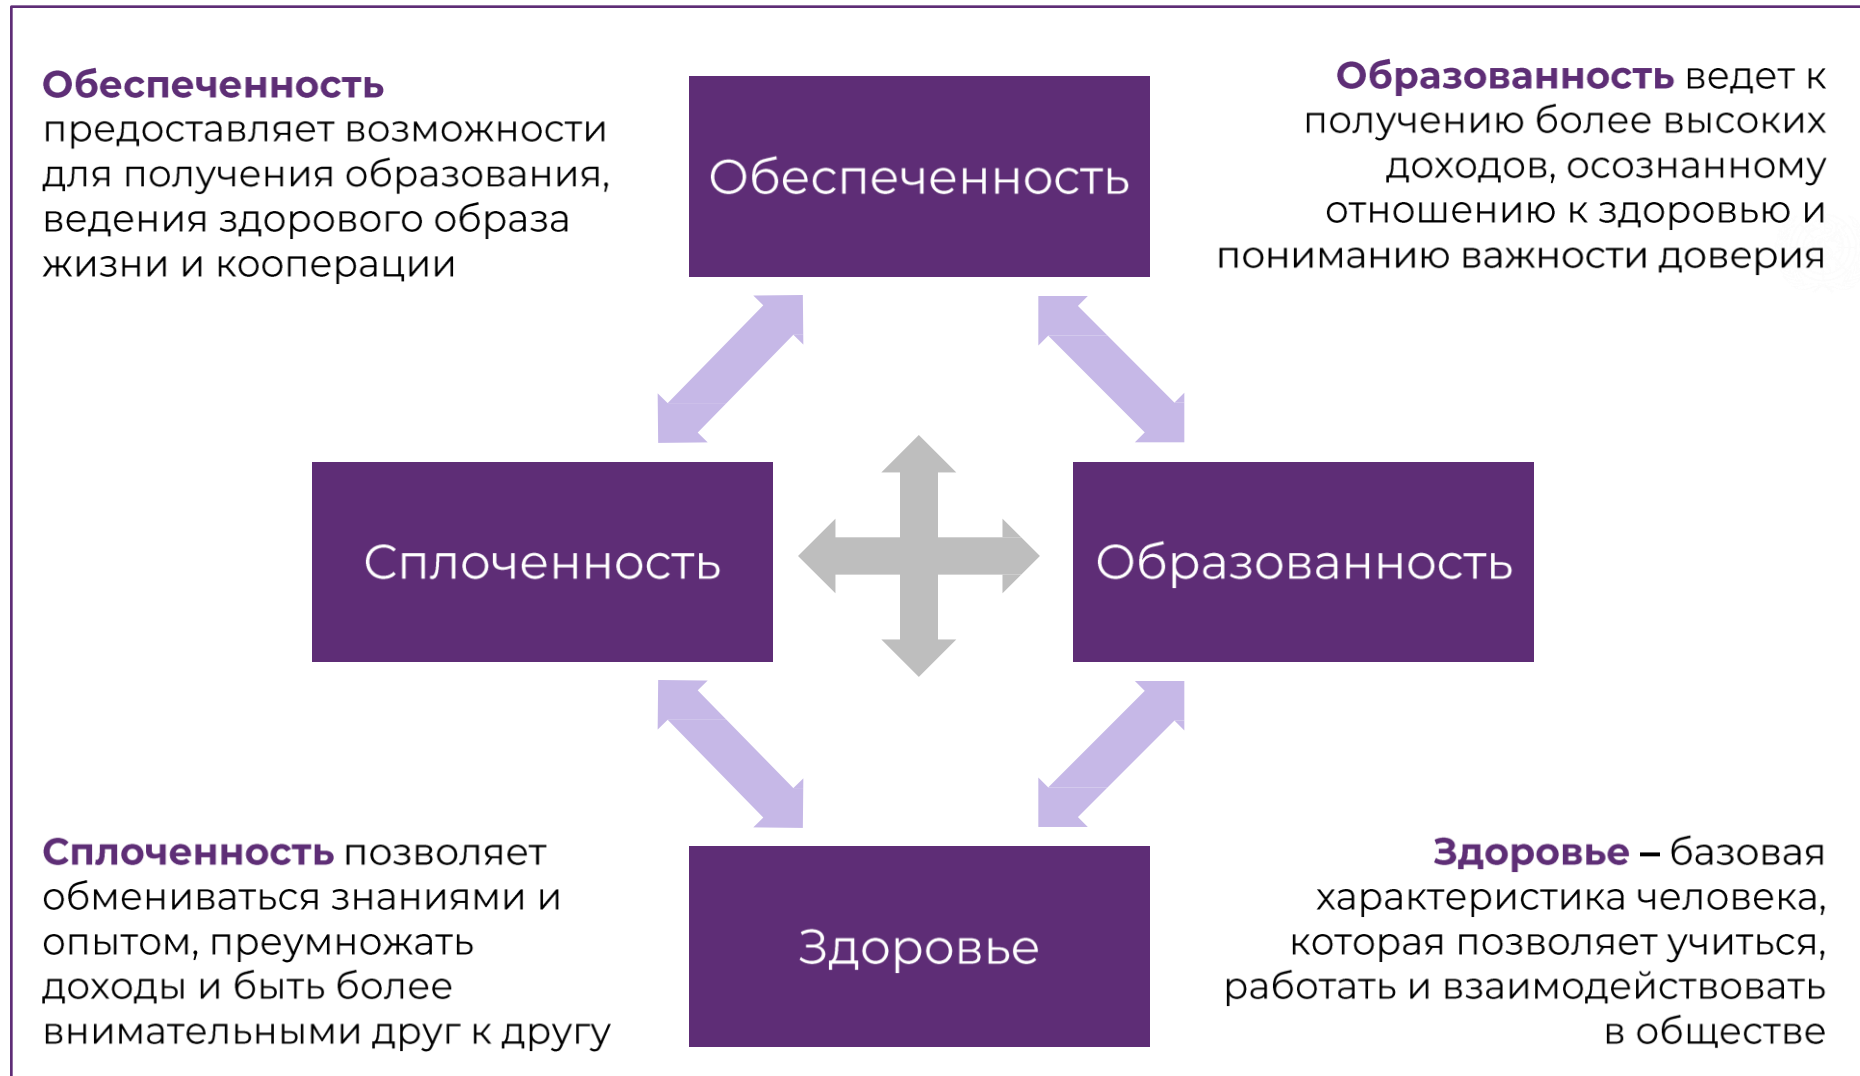 Обеспеченность
предоставляет возможности
для получения образования,
ведения здорового образа
жизни и кооперации
Обеспеченность
Образованность ведет к
получению более высоких
доходов, осознанному
отношению к здоровью и
пониманию важности доверия
Сплоченность
Образованность
Сплоченность позволяет
обмениваться знаниями и
опытом, преумножать
доходы и быть более
внимательными друг к другу
Здоровье
Здоровье – базовая
характеристика человека,
которая позволяет учиться,
работать и взаимодействовать
в обществе